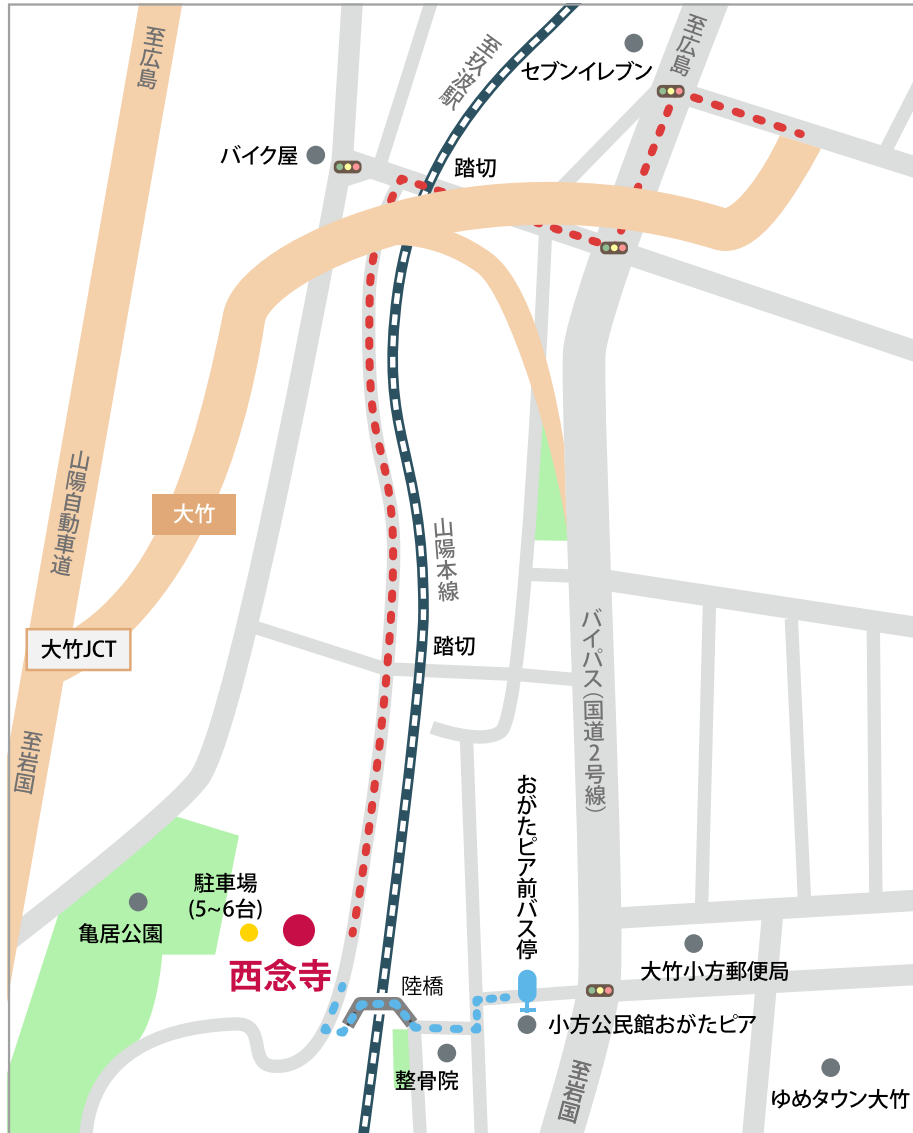 至広島
至玖波駅
セブンイレブン
至広島
バイク屋
踏切
山陽自動車道
大竹
山陽本線
大竹JCT
踏切
バイパス(国道2号線)
至岩国
おがたピア前バス停
駐車場
(5~6台)
亀居公園
西念寺
大竹小方郵便局
陸橋
小方公民館おがたピア
整骨院
至岩国
ゆめタウン大竹